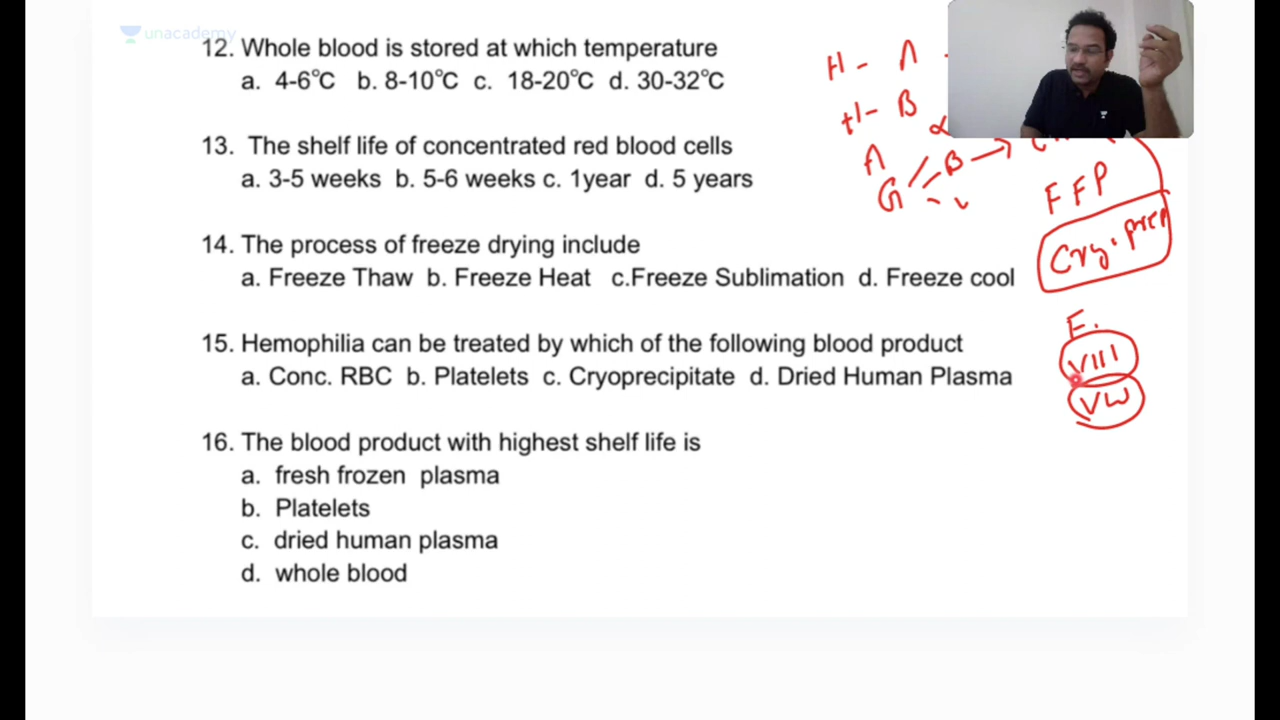 unacademy
12. Whole blood is stored at which temperature
a. 4-6℃ b. 8-10℃ c. 18-20℃ d. 30-32℃
13. The shelf life of concentrated red blood cells
a. 3-5 weeks b. 5-6 weeks c. 1year d. 5 years
14. The process of freeze drying include
a. Freeze Thaw b. Freeze Heat c.Freeze Sublimation d. Freeze cool
15. Hemophilia can be treated by which of the following blood product
a. Conc. RBC b. Platelets c. Cryoprecipitate d. Dried Human Plasma
16. The blood product with highest shelf life is
a. fresh frozen plasma
b. Platelets
c. dried human plasma
d. whole blood
H - A
H - B
A
G B →
FFP
Cry. prep
F.
VIII
VW